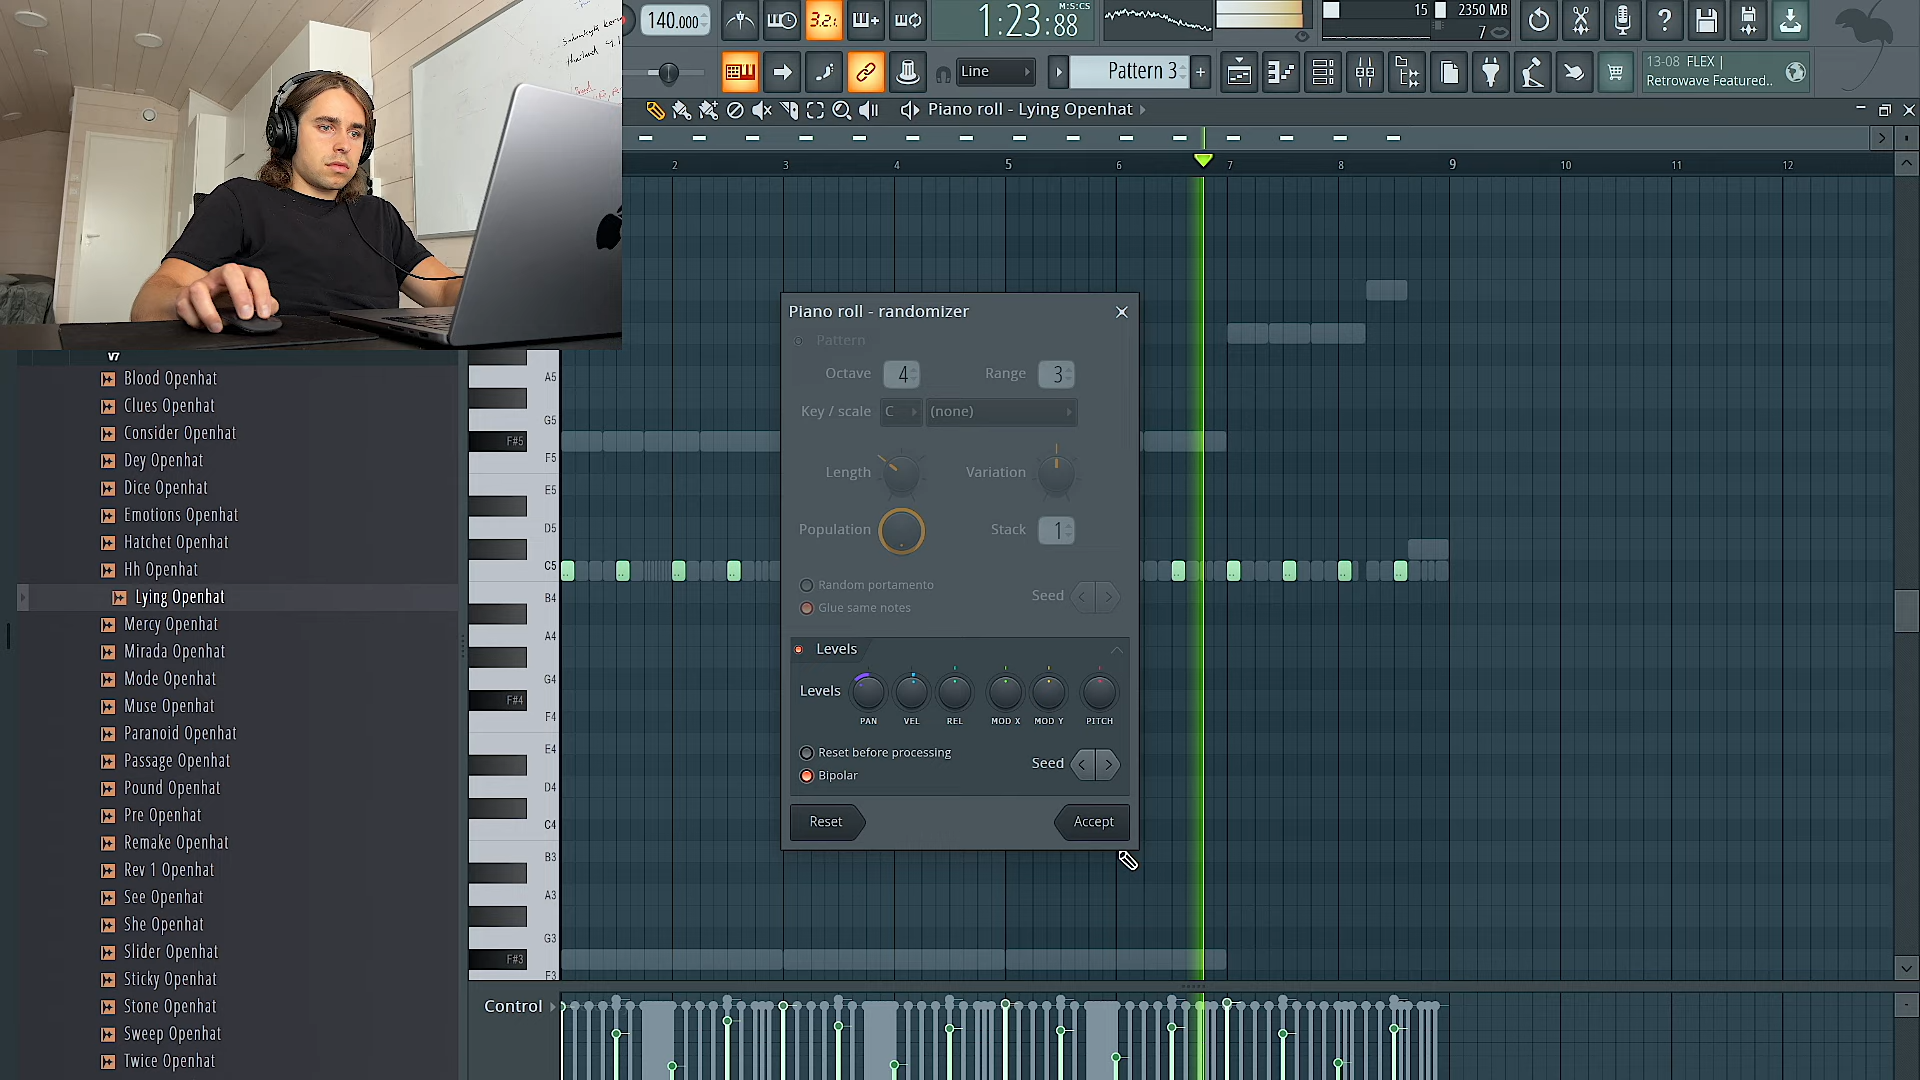 140.000
3.2.
1:23:88
M:S:CS
15
2350 MB
7
Line
Pattern 3
13-08 FLEX |
Retrowave Featured..
Piano roll - Lying Openhat
2 3 4 5 6 7 8 9 10 11 12
V7
Blood Openhat
Clues Openhat
Consider Openhat
Dey Openhat
Dice Openhat
Emotions Openhat
Hatchet Openhat
Hh Openhat
Lying Openhat
Mercy Openhat
Mirada Openhat
Mode Openhat
Muse Openhat
Paranoid Openhat
Passage Openhat
Pound Openhat
Pre Openhat
Remake Openhat
Rev 1 Openhat
See Openhat
She Openhat
Slider Openhat
Sticky Openhat
Stone Openhat
Sweep Openhat
Twice Openhat
A5
G5
F#5
F5
E5
D5
C5
B4
A4
G4
F#4
F4
E4
D4
C4
B3
A3
G3
F#3
F3
Piano roll - randomizer
Pattern
Octave 4 Range 3
Key / scale C (none)
Length Variation
Population Stack 1
Random portamento
Glue same notes
Seed
Levels
Levels
PAN VEL REL MOD X MOD Y PITCH
Reset before processing
Bipolar
Seed
Reset Accept
Control